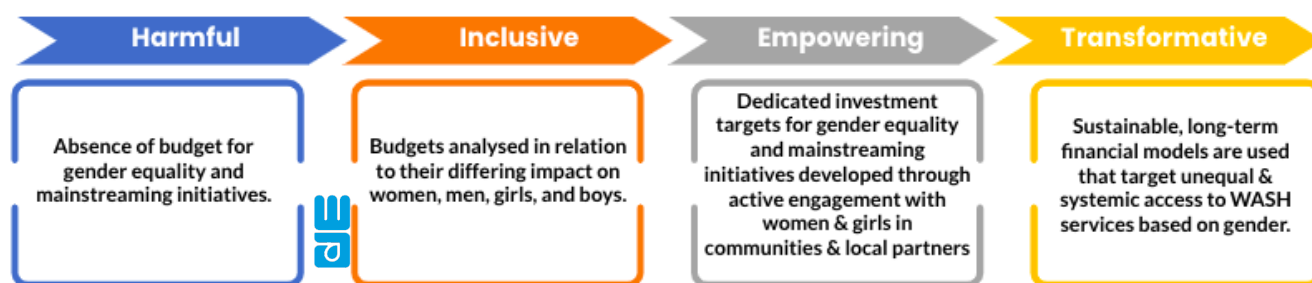 Harmful
Inclusive
Empowering
Transformative
Absence of budget for
gender equality and
mainstreaming initiatives.
Budgets analysed in relation
to their differing impact on
women, men, girls, and boys.
Dedicated investment
targets for gender equality
and mainstreaming
initiatives developed through
active engagement with
women & girls in
communities & local partners
Sustainable, long-term
financial models are used
that target unequal &
systemic access to WASH
services based on gender.